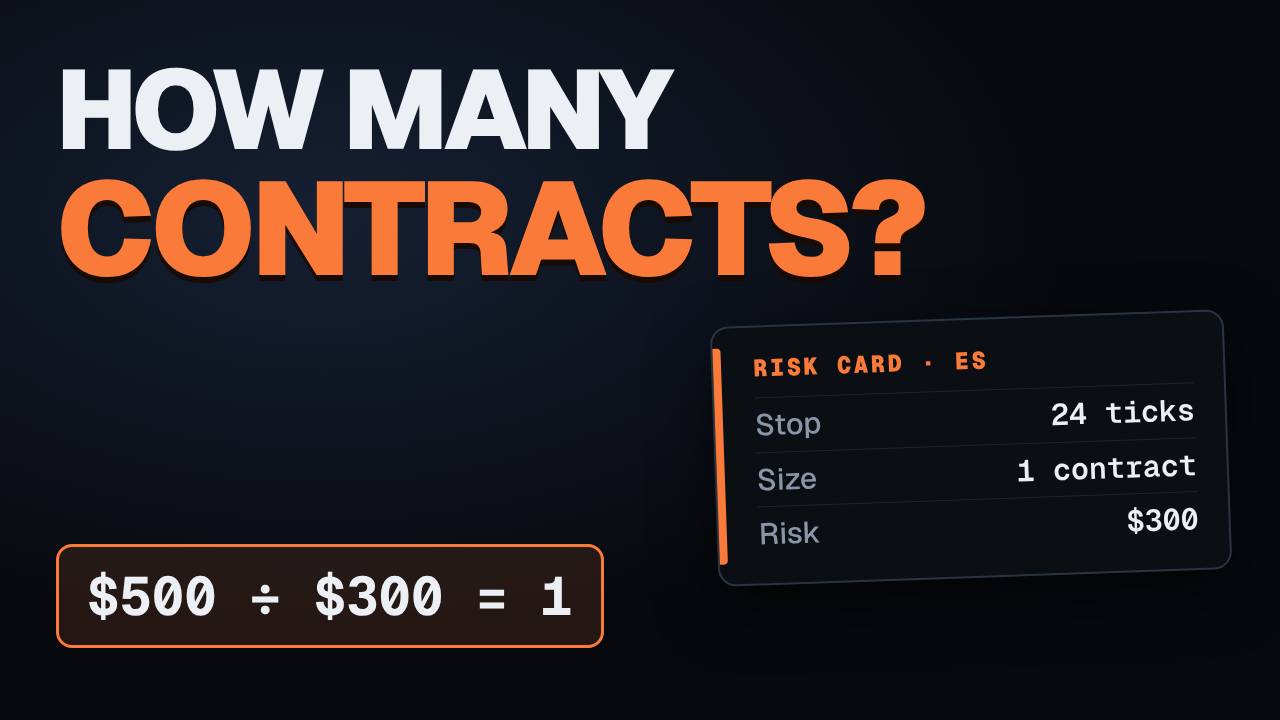 HOW MANY
CONTRACTS?
RISK CARD · ES
Stop 24 ticks
Size 1 contract
Risk $300
$500 ÷ $300 = 1